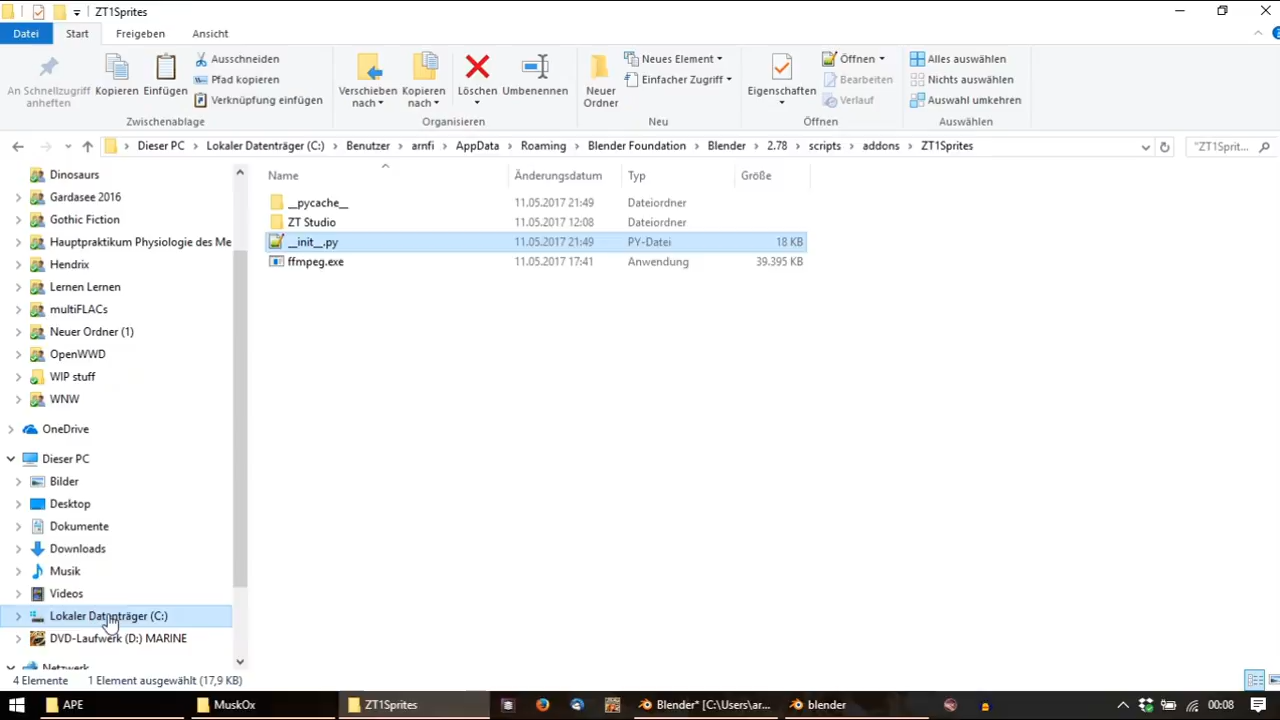 ZT1Sprites
Datei Start Freigeben Ansicht
An Schnellzugriff anheften
Kopieren
Einfügen
Ausschneiden
Pfad kopieren
Verknüpfung einfügen
Zwischenablage
Verschieben nach
Kopieren nach
Löschen
Umbenennen
Organisieren
Neuer Ordner
Neues Element
Einfacher Zugriff
Neu
Eigenschaften
Öffnen
Bearbeiten
Verlauf
Öffnen
Alles auswählen
Nichts auswählen
Auswahl umkehren
Auswählen
Dieser PC Lokaler Datenträger (C:) Benutzer arnfi AppData Roaming Blender Foundation Blender 2.78 scripts addons ZT1Sprites
"ZT1Sprit...
Dinosaurs
Gardasee 2016
Gothic Fiction
Hauptpraktikum Physiologie des Me
Hendrix
Lernen Lernen
multiFLACs
Neuer Ordner (1)
OpenWWD
WIP stuff
WNW
OneDrive
Dieser PC
Bilder
Desktop
Dokumente
Downloads
Musik
Videos
Lokaler Datenträger (C:)
DVD-Laufwerk (D:) MARINE
Netzwerk
Name Änderungsdatum Typ Größe
__pycache__ 11.05.2017 21:49 Dateiordner
ZT Studio 11.05.2017 12:08 Dateiordner
__init__.py 11.05.2017 21:49 PY-Datei 18 KB
ffmpeg.exe 11.05.2017 17:41 Anwendung 39.395 KB
4 Elemente 1 Element ausgewählt (17,9 KB)
APE MuskOx ZT1Sprites Blender* [C:\Users\ar... blender 00:08